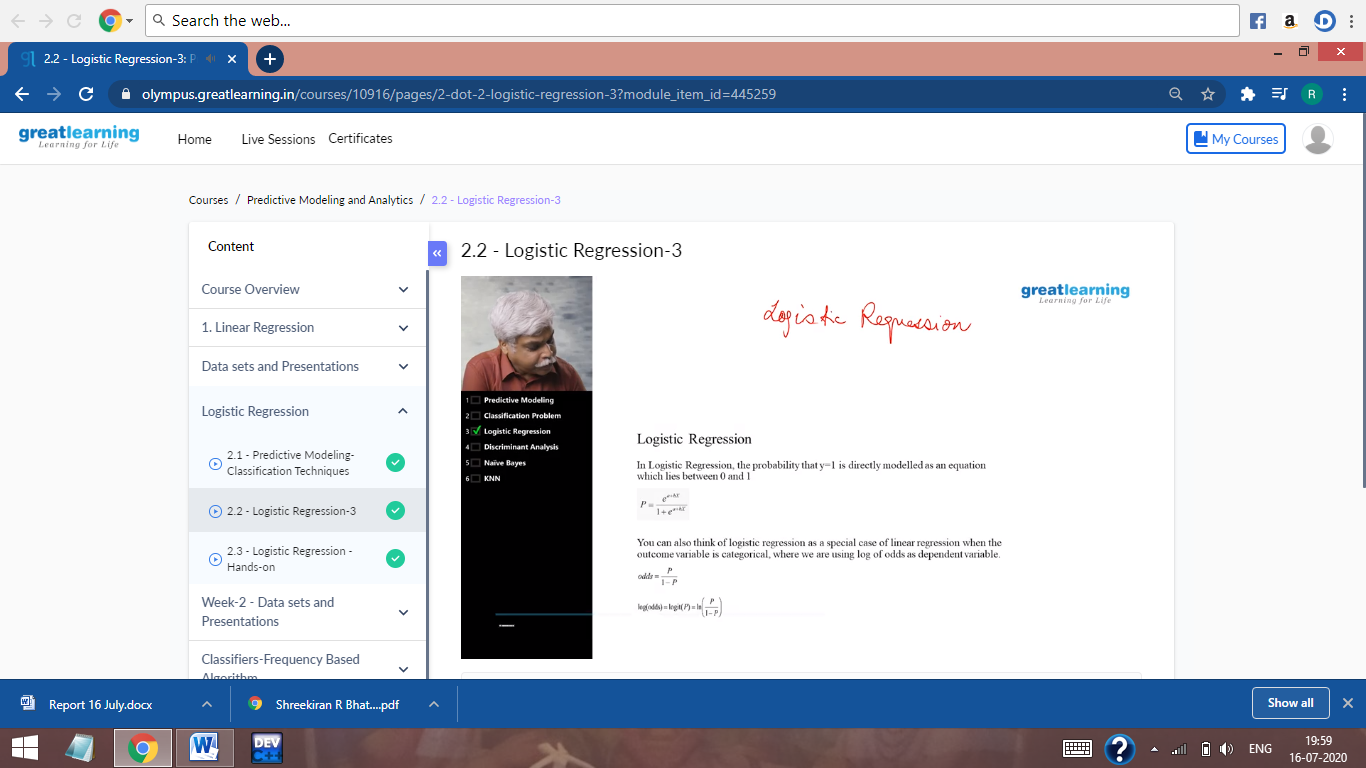 Search the web...
2.2 - Logistic Regression-3: P
olympus.greatlearning.in/courses/10916/pages/2-dot-2-logistic-regression-3?module_item_id=445259
R
greatlearning
Learning for Life
Home
Live Sessions
Certificates
My Courses
Courses / Predictive Modeling and Analytics / 2.2 - Logistic Regression-3
Content
Course Overview
1. Linear Regression
Data sets and Presentations
Logistic Regression
2.1 - Predictive Modeling-
Classification Techniques
2.2 - Logistic Regression-3
2.3 - Logistic Regression -
Hands-on
Week-2 - Data sets and
Presentations
Classifiers-Frequency Based
Algorithm
2.2 - Logistic Regression-3
1 Predictive Modeling
2 Classification Problem
3 Logistic Regression
4 Discriminant Analysis
5 Naïve Bayes
6 KNN
greatlearning
Learning for Life
Logistic Regression
Logistic Regression
In Logistic Regression, the probability that y=1 is directly modelled as an equation
which lies between 0 and 1
P = e^(a+bX) / (1 + e^(a+bX))
You can also think of logistic regression as a special case of linear regression when the
outcome variable is categorical, where we are using log of odds as dependent variable.
odds = P / (1 − P)
log(odds) = logit(P) = ln(P / (1 − P))
Report 16 July.docx
Shreekiran R Bhat....pdf
Show all
DEV
C++
ENG
19:59
16-07-2020